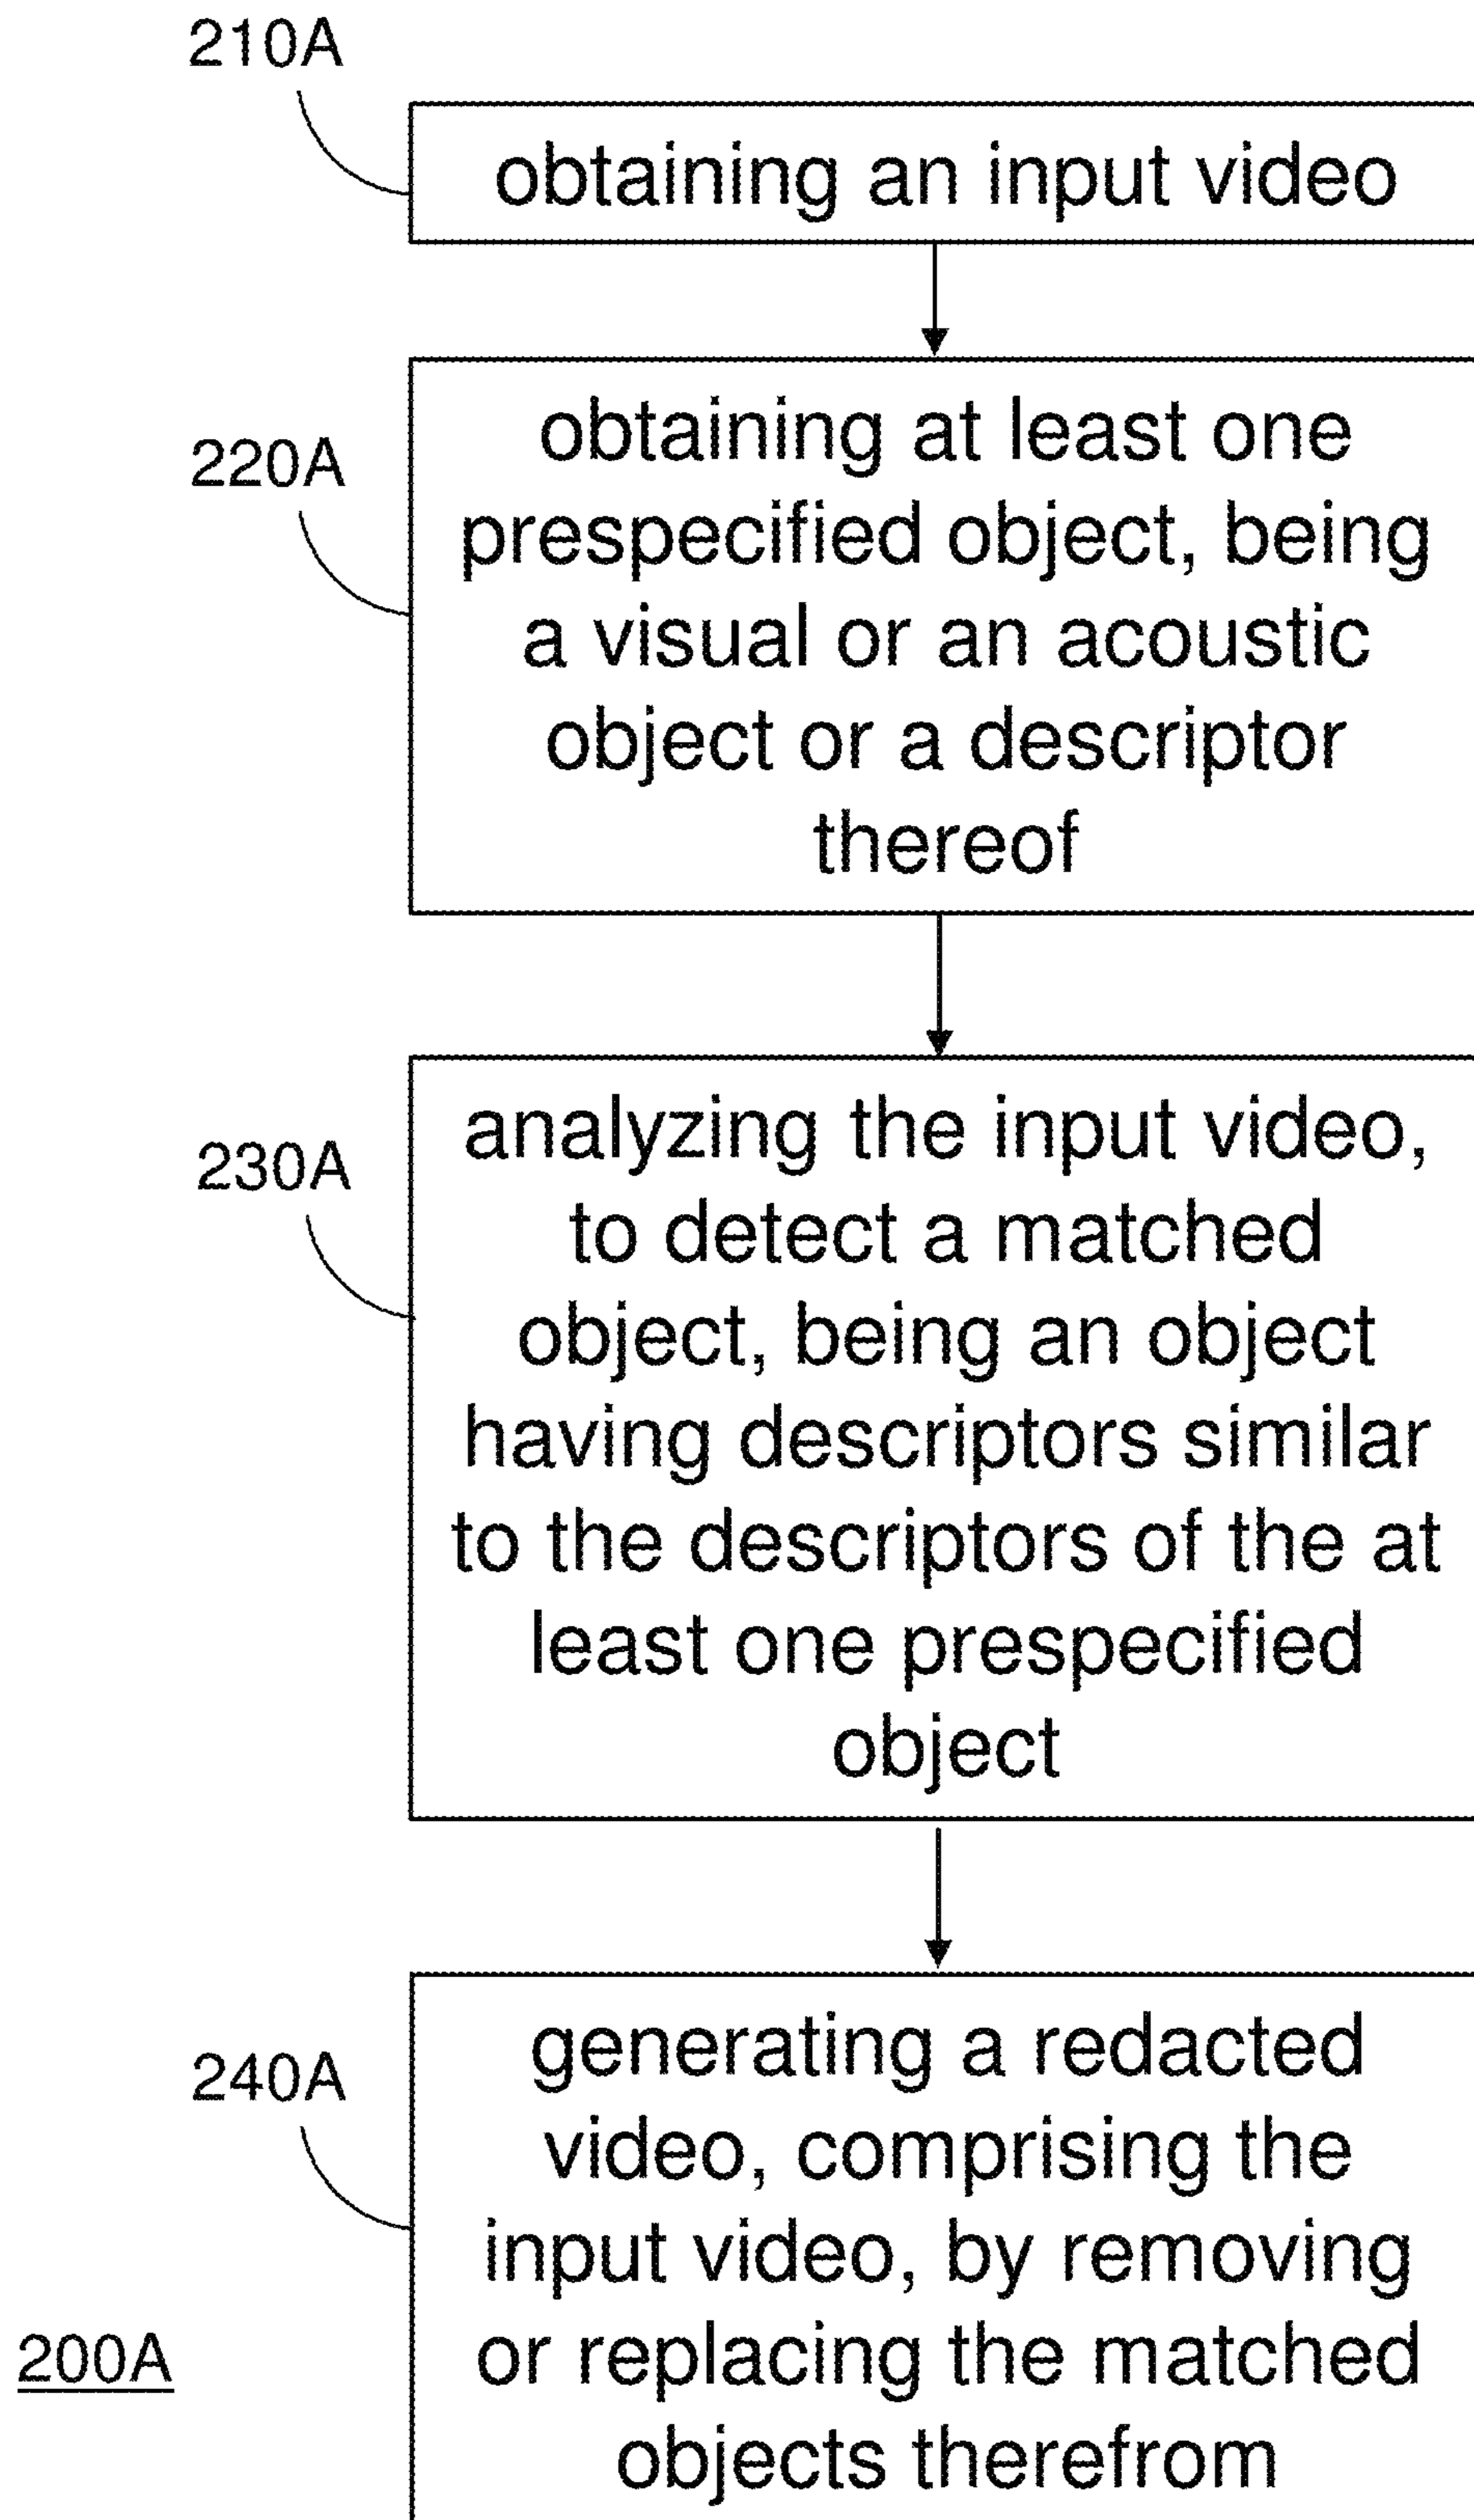 210A
obtaining an input video
220A
obtaining at least one
prespecified object, being
a visual or an acoustic
object or a descriptor
thereof
230A
analyzing the input video,
to detect a matched
object, being an object
having descriptors similar
to the descriptors of the at
least one prespecified
object
240A
generating a redacted
video, comprising the
input video, by removing
or replacing the matched
objects therefrom
200A